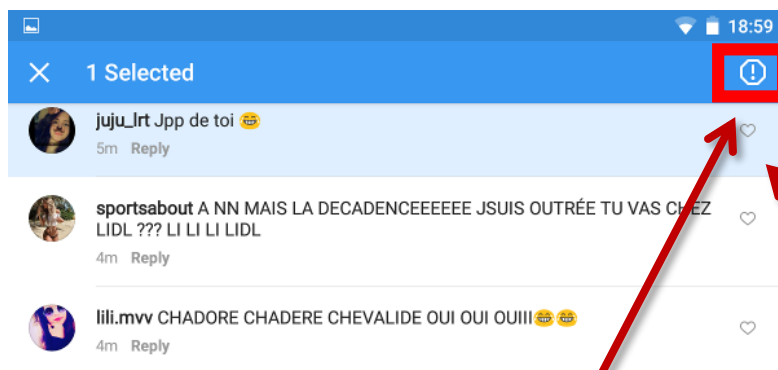 18:59
1 Selected
juju_lrt Jpp de toi 😂
5m Reply
sportsabout A NN MAIS LA DECADENCEEEEEE JSUIS OUTRÉE TU VAS CHEZ
LIDL ??? LI LI LI LIDL
4m Reply
lili.mvv CHADORE CHADERE CHEVALIDE OUI OUI OUIII😂😂
4m Reply